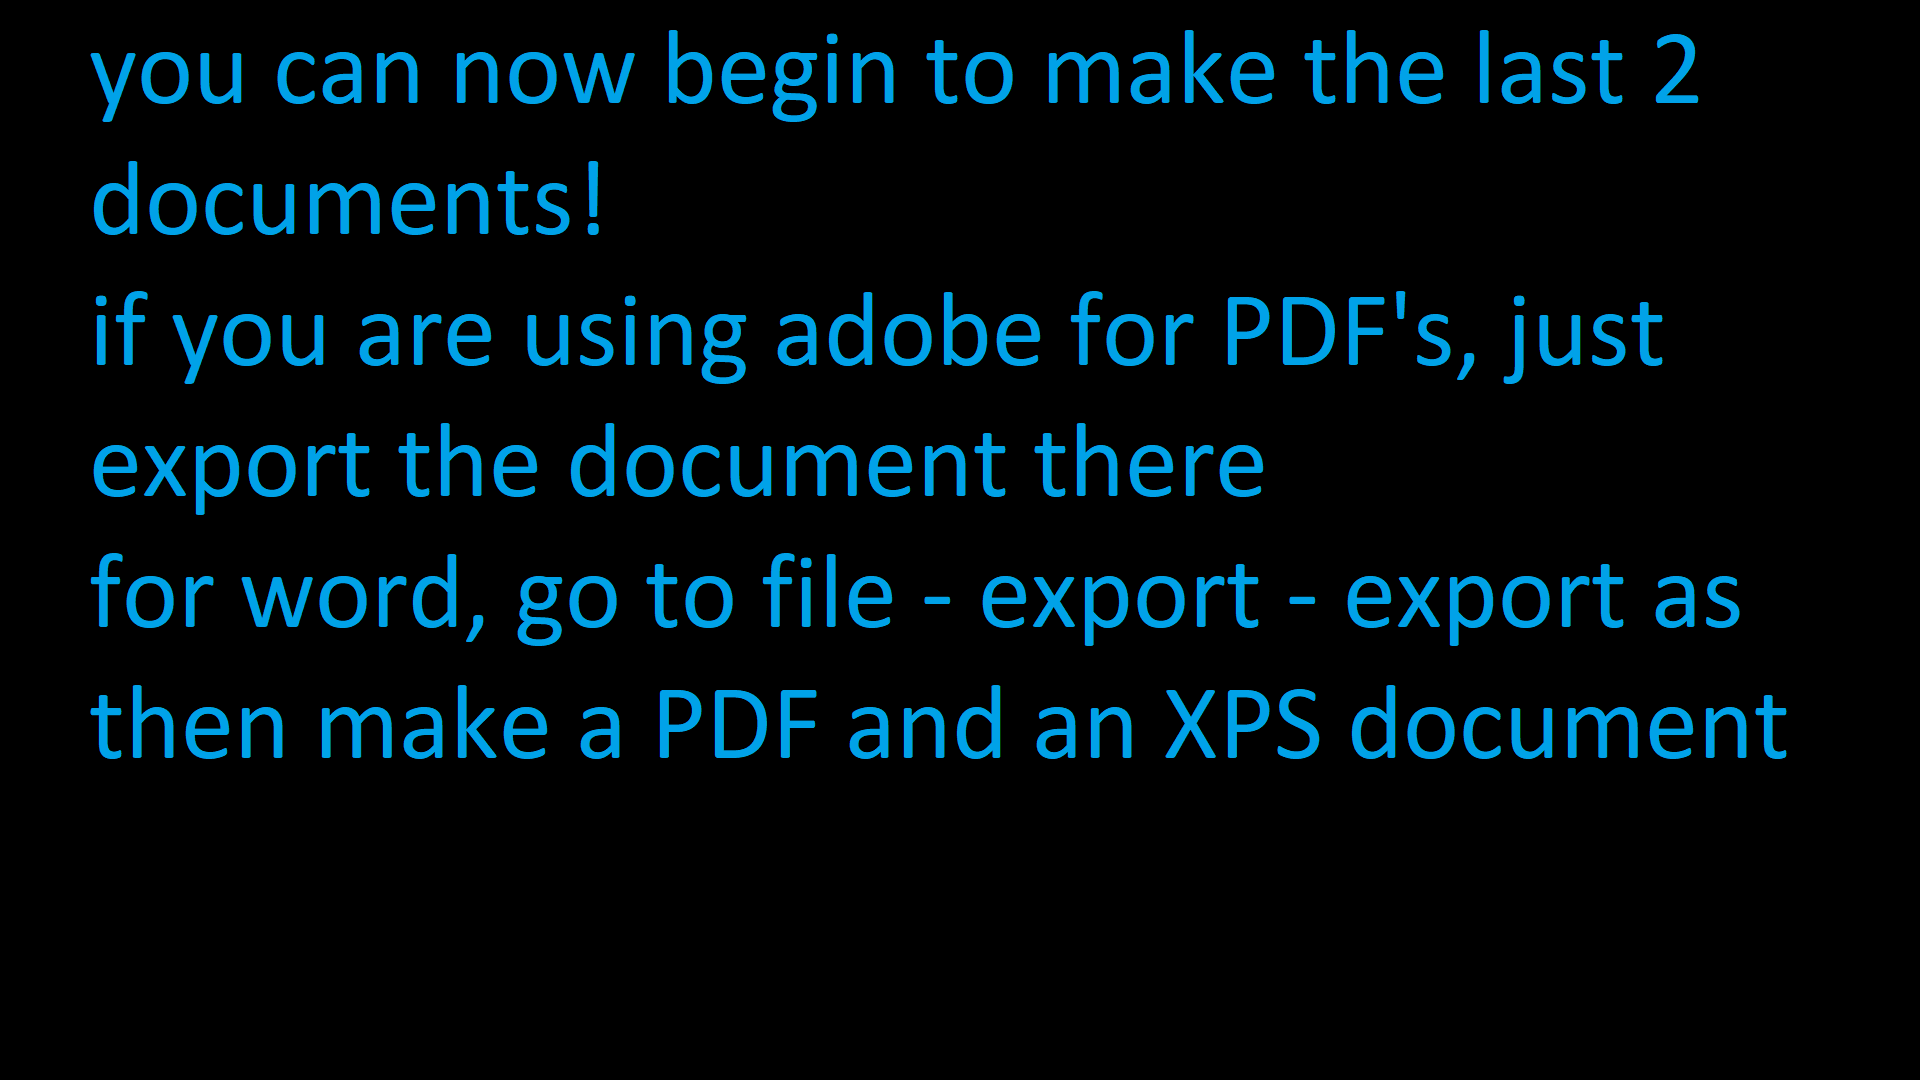 you can now begin to make the last 2
documents!
if you are using adobe for PDF's, just
export the document there
for word, go to file - export - export as
then make a PDF and an XPS document